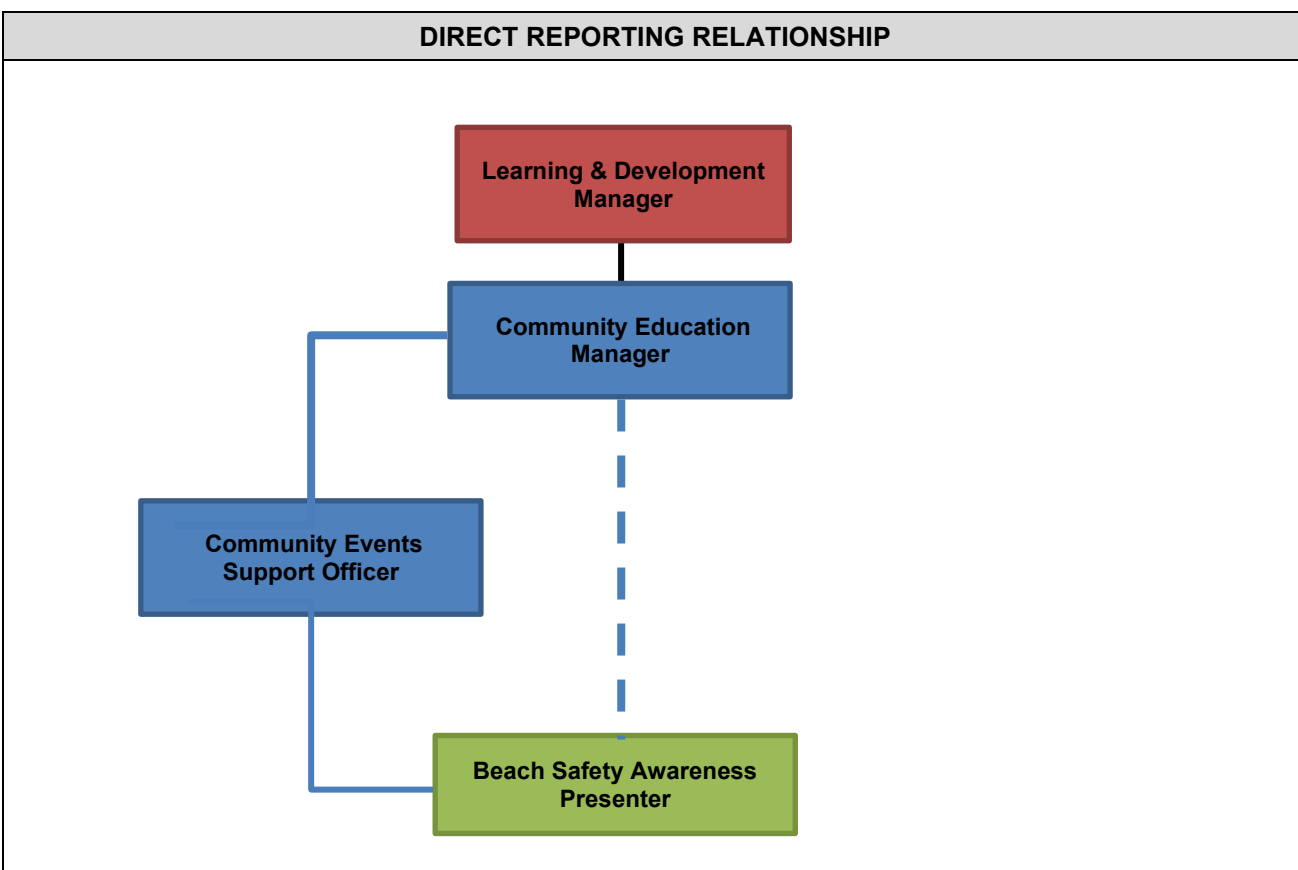 DIRECT REPORTING RELATIONSHIP
Learning & Development
Manager
Community Education
Manager
Community Events
Support Officer
Beach Safety Awareness
Presenter